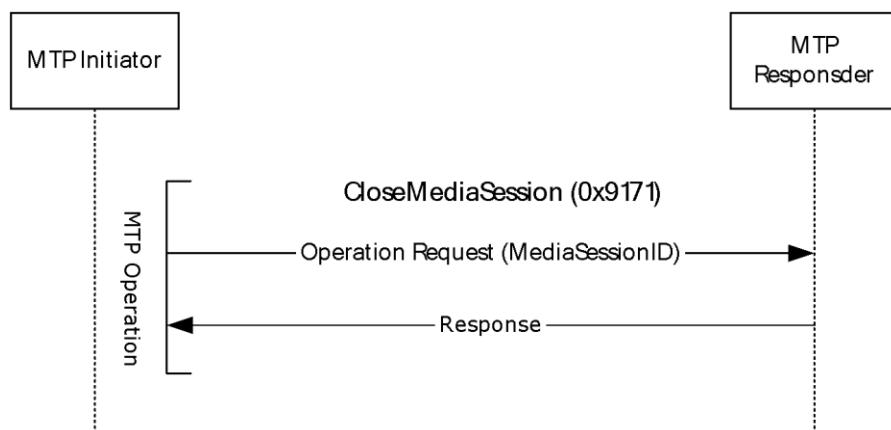 MTP Initiator
MTP
Responsder
CloseMediaSession (0x9171)
MTP Operation
Operation Request (MediaSessionID)
Response